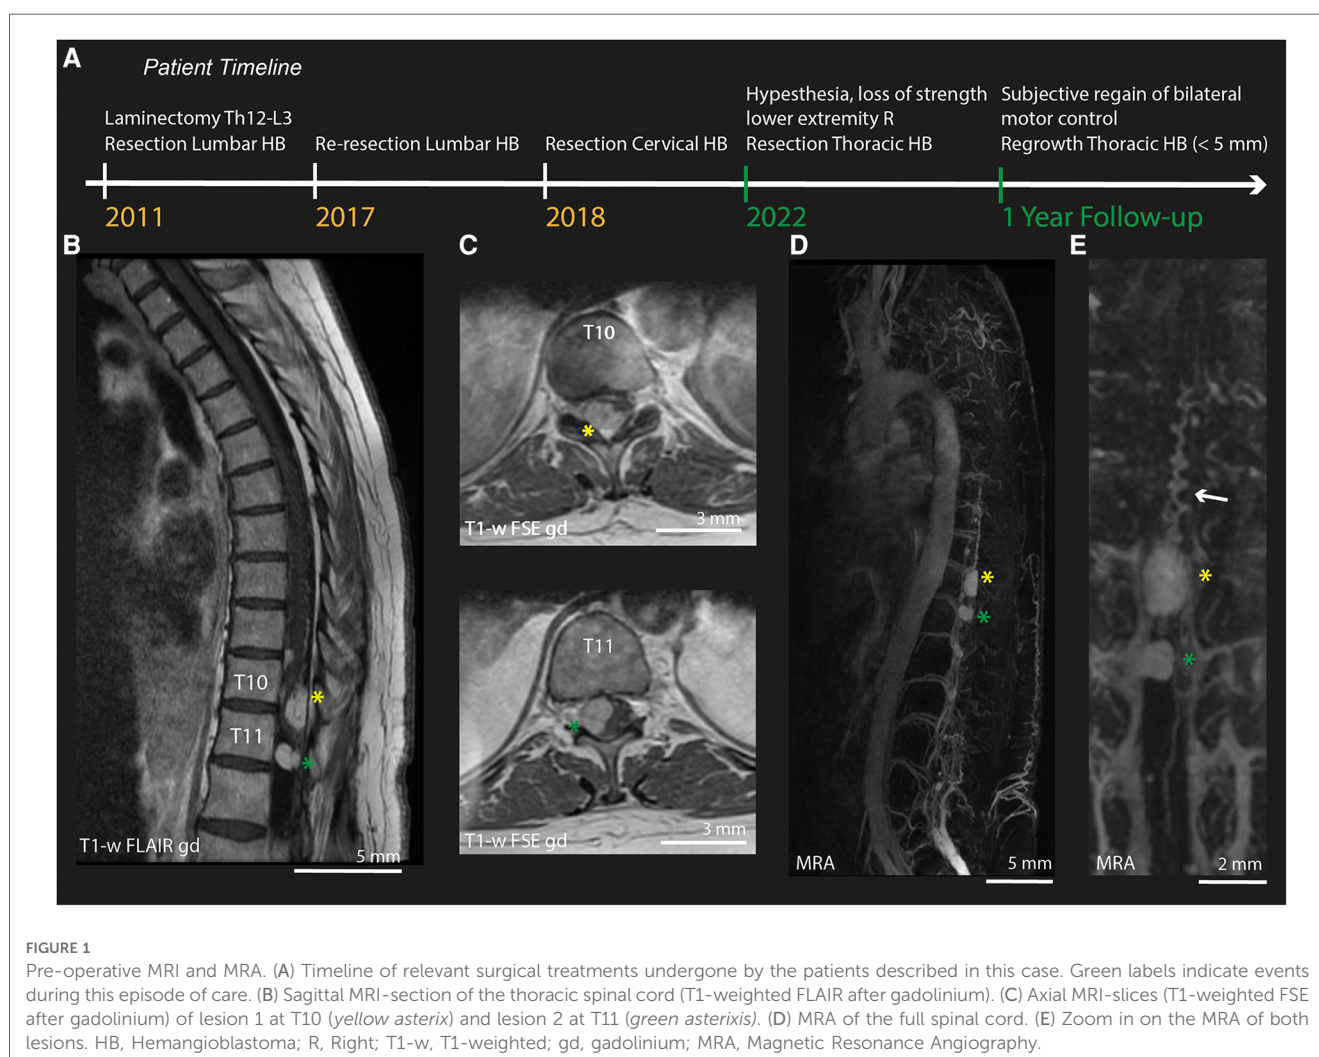 A
Patient Timeline
Laminectomy Th12-L3
Resection Lumbar HB
Re-resection Lumbar HB
Resection Cervical HB
Hypesthesia, loss of strength
lower extremity R
Resection Thoracic HB
Subjective regain of bilateral
motor control
Regrowth Thoracic HB (< 5 mm)
2011
2017
2018
2022
1 Year Follow-up
B
T10
T11
*
*
T1-w FLAIR gd
5 mm
C
T10
*
T1-w FSE gd
3 mm
T11
*
T1-w FSE gd
3 mm
D
*
*
MRA
5 mm
E
*
*
MRA
2 mm
FIGURE 1
Pre-operative MRI and MRA. (A) Timeline of relevant surgical treatments undergone by the patients described in this case. Green labels indicate events
during this episode of care. (B) Sagittal MRI-section of the thoracic spinal cord (T1-weighted FLAIR after gadolinium). (C) Axial MRI-slices (T1-weighted FSE
after gadolinium) of lesion 1 at T10 (yellow asterix) and lesion 2 at T11 (green asterixis). (D) MRA of the full spinal cord. (E) Zoom in on the MRA of both
lesions. HB, Hemangioblastoma; R, Right; T1-w, T1-weighted; gd, gadolinium; MRA, Magnetic Resonance Angiography.